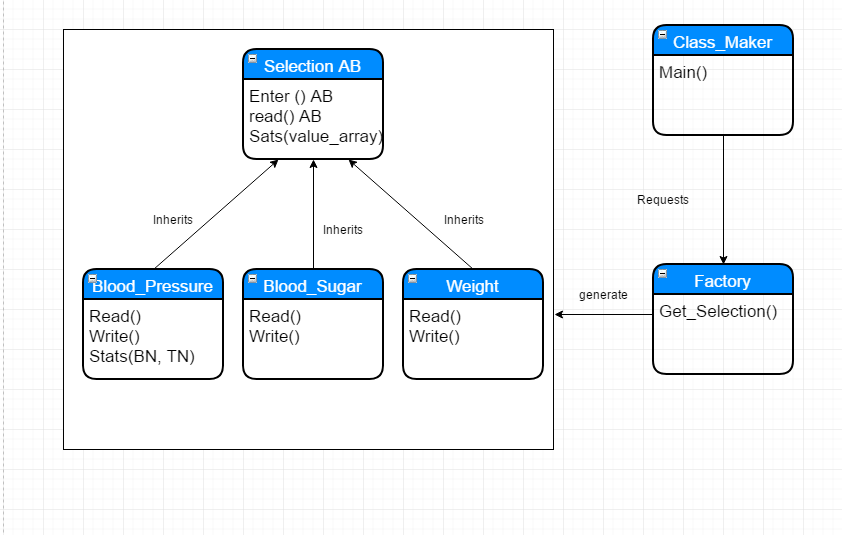 Selection AB
Enter () AB
read() AB
Sats(value_array)
Class_Maker
Main()
Inherits
Inherits
Inherits
Requests
Blood_Pressure
Read()
Write()
Stats(BN, TN)
Blood_Sugar
Read()
Write()
Weight
Read()
Write()
generate
Factory
Get_Selection()